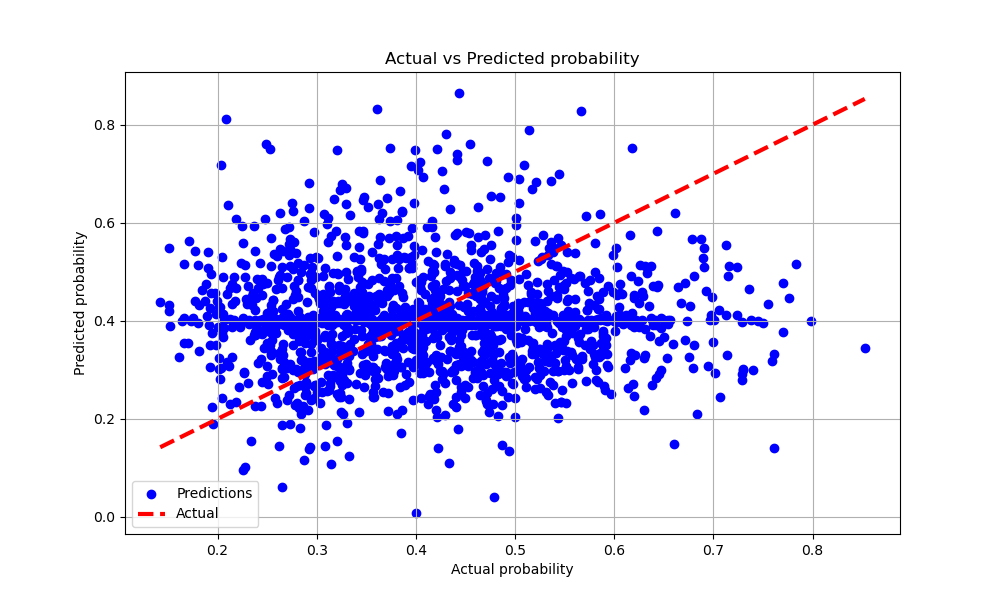 Actual vs Predicted probability
Predicted probability
0.8
0.6
0.4
0.2
0.0
Predictions
Actual
0.2 0.3 0.4 0.5 0.6 0.7 0.8
Actual probability